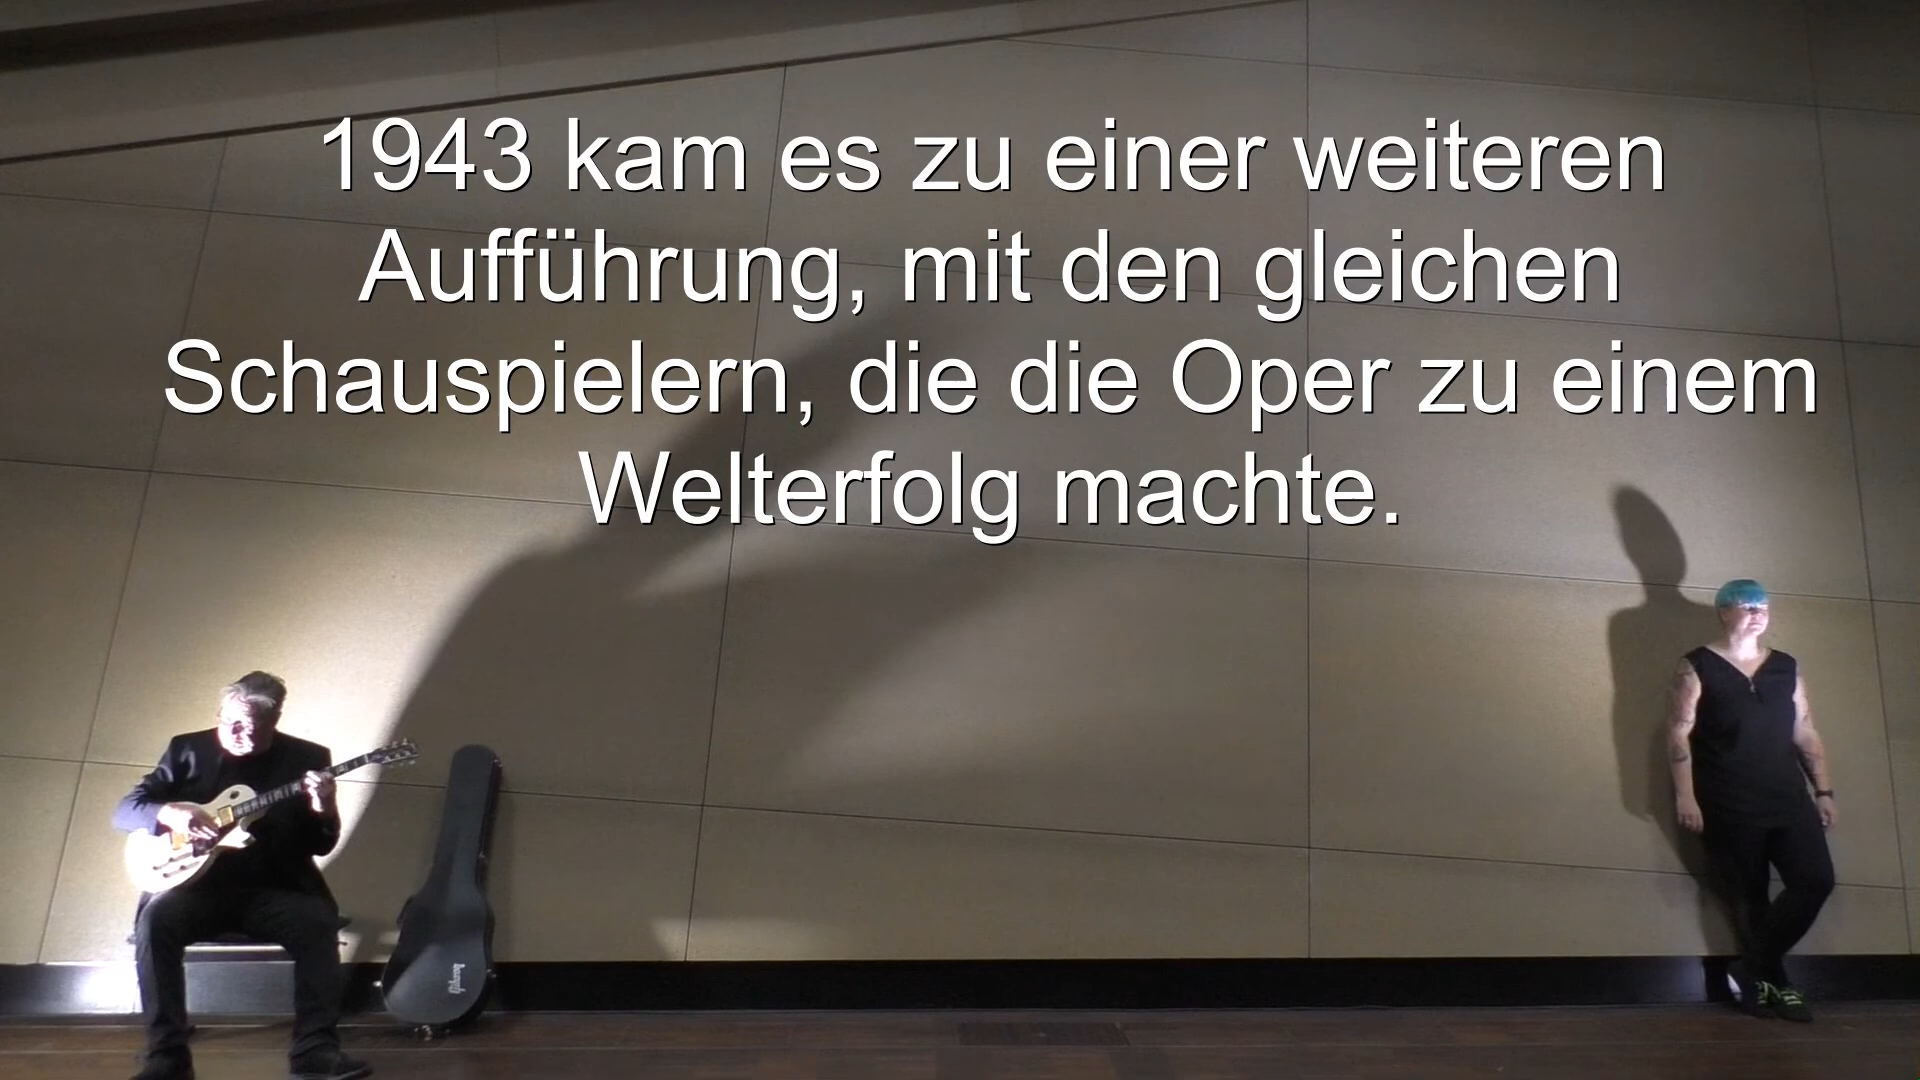 1943 kam es zu einer weiteren
Aufführung, mit den gleichen
Schauspielern, die die Oper zu einem
Welterfolg machte.